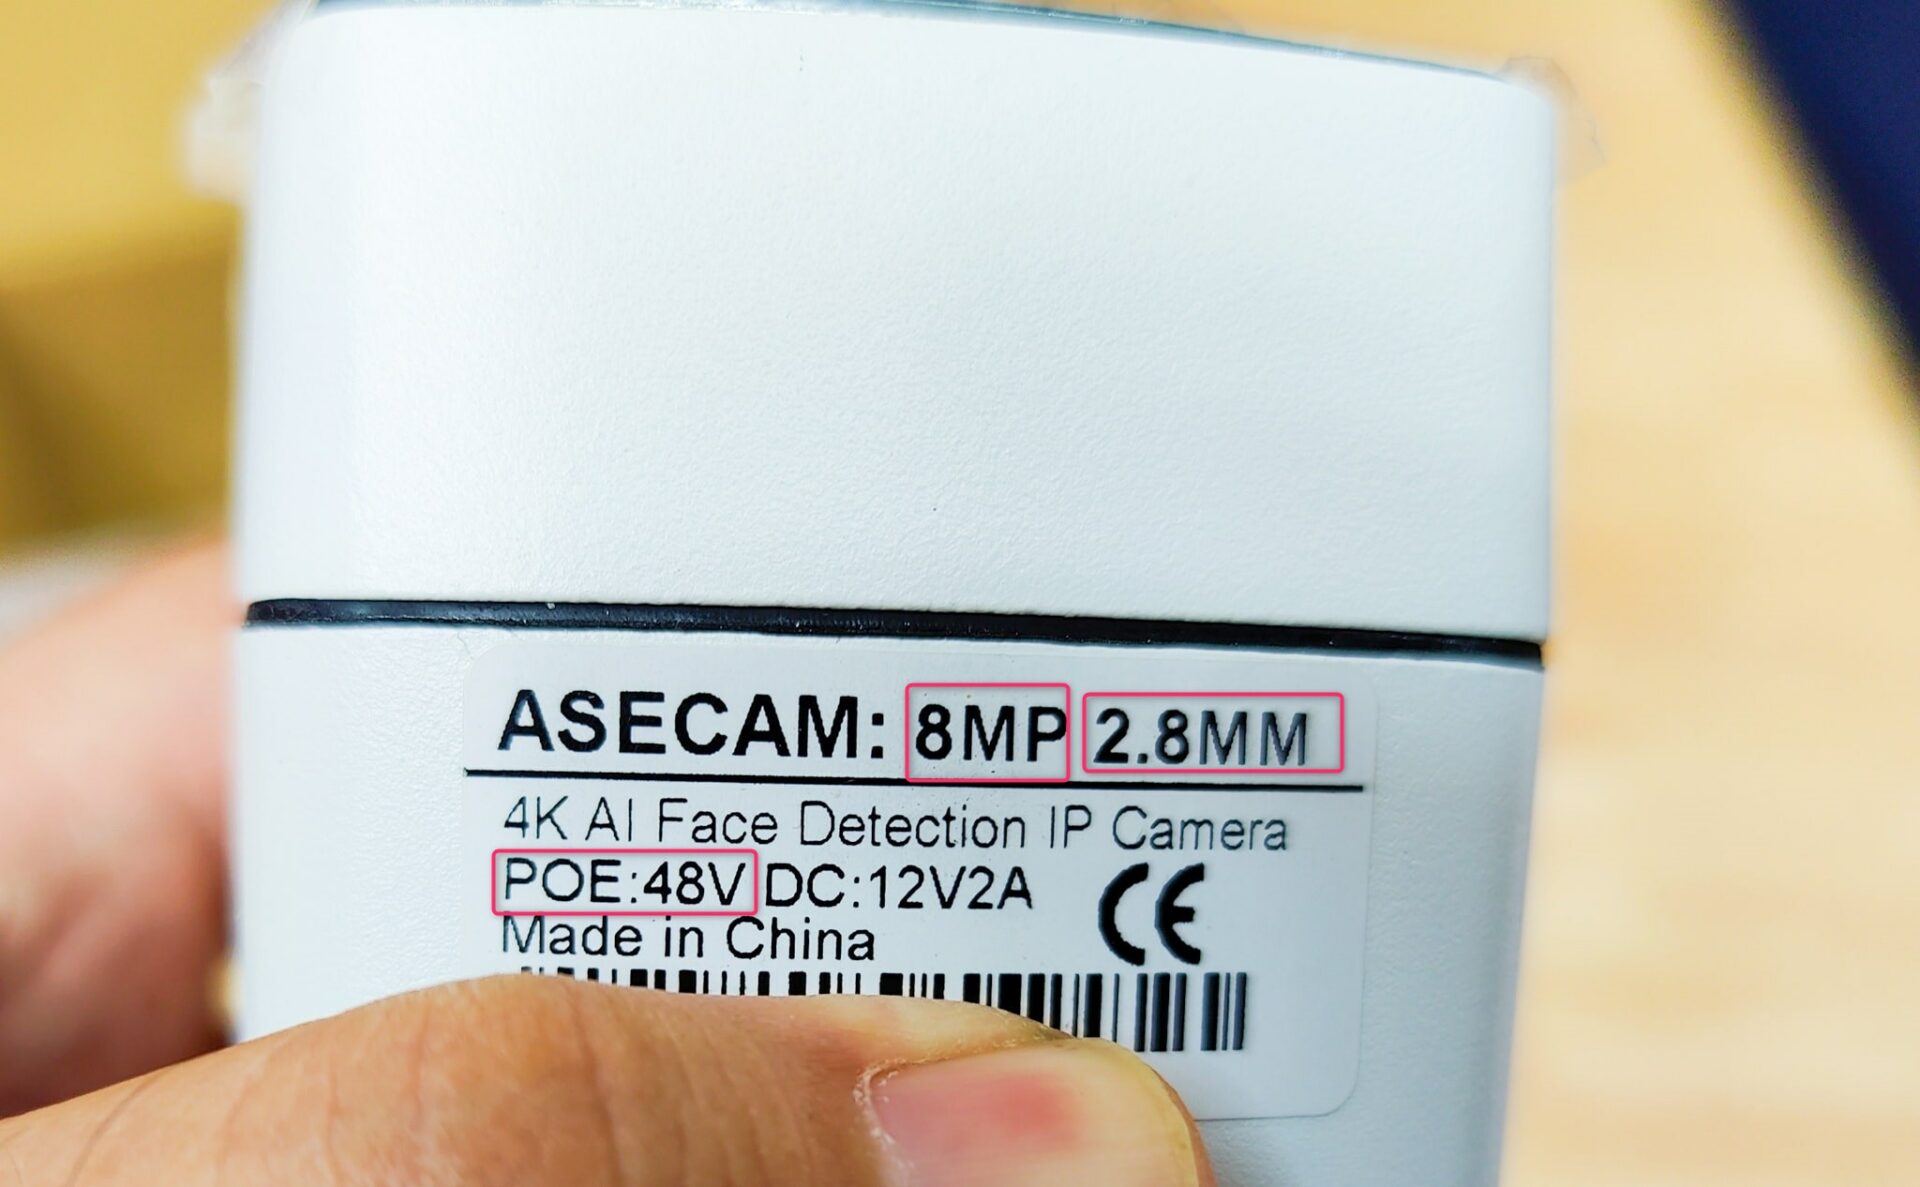 ASECAM: 8MP 2.8MM
4K AI Face Detection IP Camera
POE:48V DC:12V2A
CE
Made in China